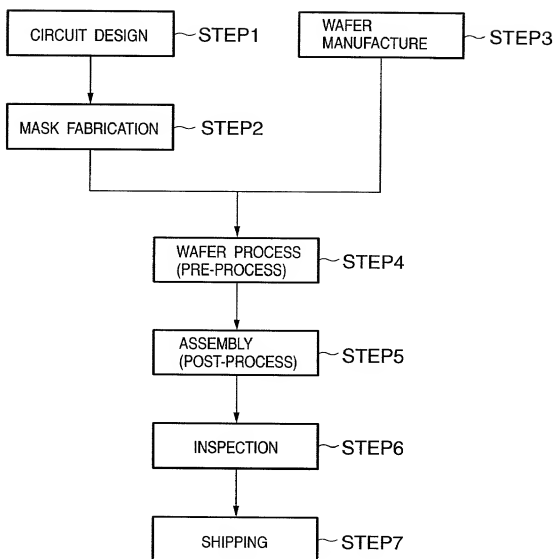 CIRCUIT DESIGN
STEP1
WAFER
MANUFACTURE
STEP3
MASK FABRICATION
STEP2
WAFER PROCESS
(PRE-PROCESS)
STEP4
ASSEMBLY
(POST-PROCESS)
STEP5
INSPECTION
STEP6
SHIPPING
STEP7